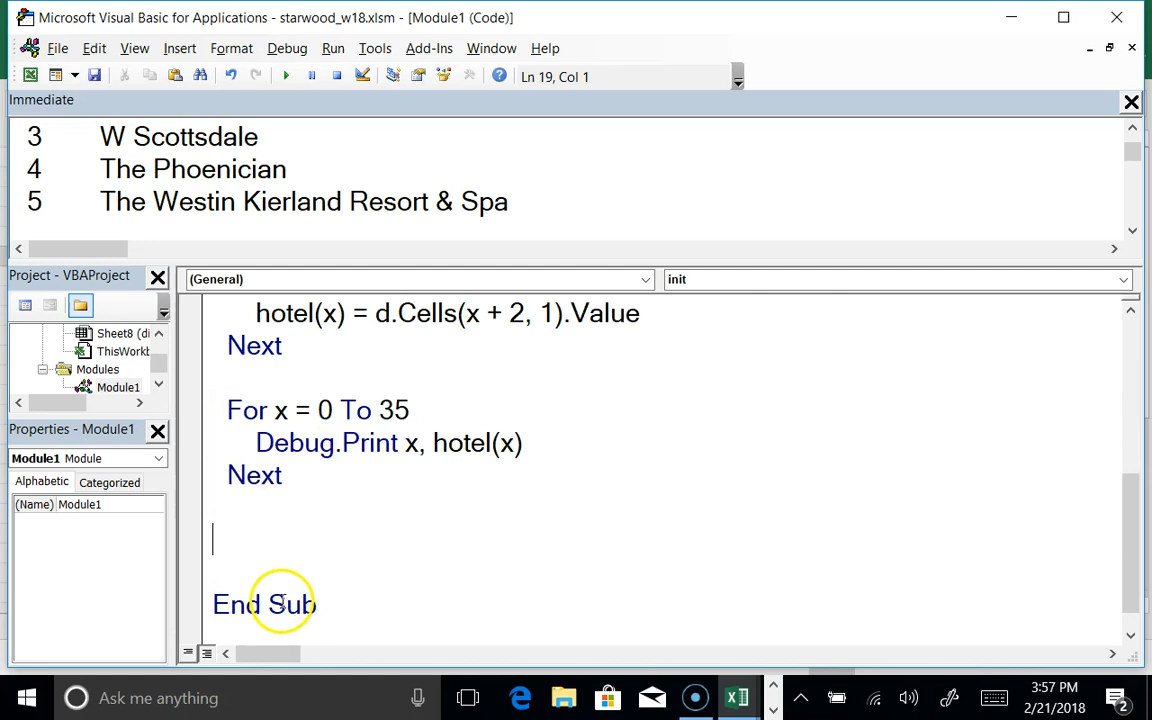 Microsoft Visual Basic for Applications - starwood_w18.xlsm - [Module1 (Code)]
File Edit View Insert Format Debug Run Tools Add-Ins Window Help
Ln 19, Col 1
Immediate
3 W Scottsdale
4 The Phoenician
5 The Westin Kierland Resort & Spa
Project - VBAProject
(General)
init
Sheet8 (di
ThisWorkb
Modules
Module1
hotel(x) = d.Cells(x + 2, 1).Value
Next
For x = 0 To 35
Debug.Print x, hotel(x)
Next
End Sub
Properties - Module1
Module1 Module
Alphabetic Categorized
(Name) Module1
Ask me anything
3:57 PM
2/21/2018
2